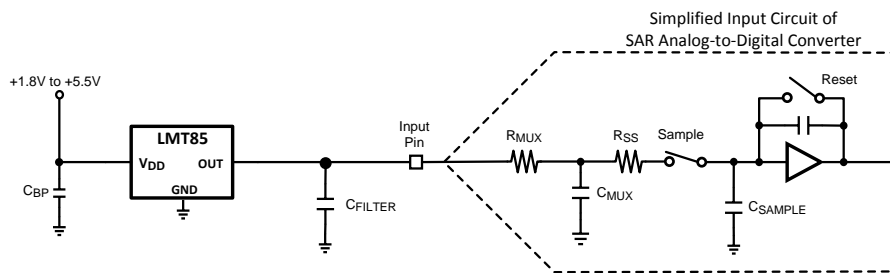 Simplified Input Circuit of
SAR Analog-to-Digital Converter
+1.8V to +5.5V
Reset
LMT85
Input
Pin
RMUX
RSS
Sample
VDD
OUT
GND
CBP
CFILTER
CMUX
CSAMPLE